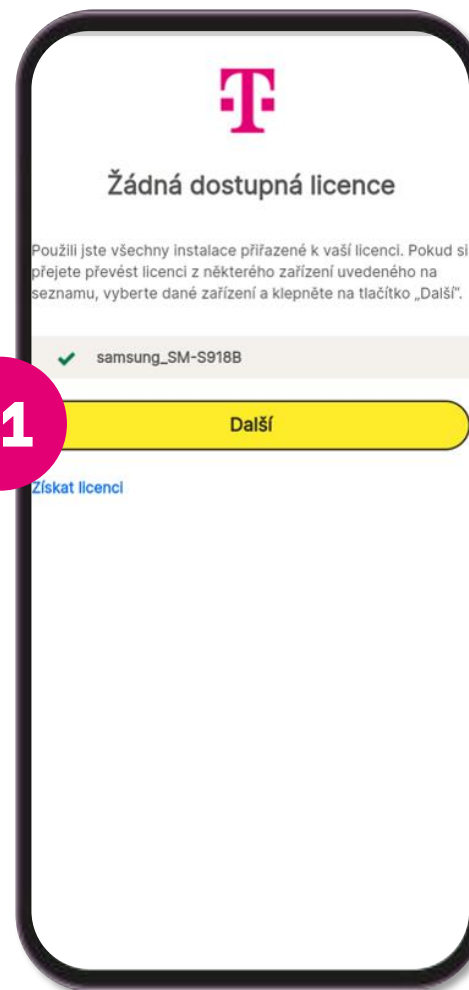 T
Žádná dostupná licence
Použili jste všechny instalace přiřazené k vaší licenci. Pokud si
přejete převést licenci z některého zařízení uvedeného na
seznamu, vyberte dané zařízení a klepněte na tlačítko „Další".
samsung_SM-S918B
1
Další
Získat licenci